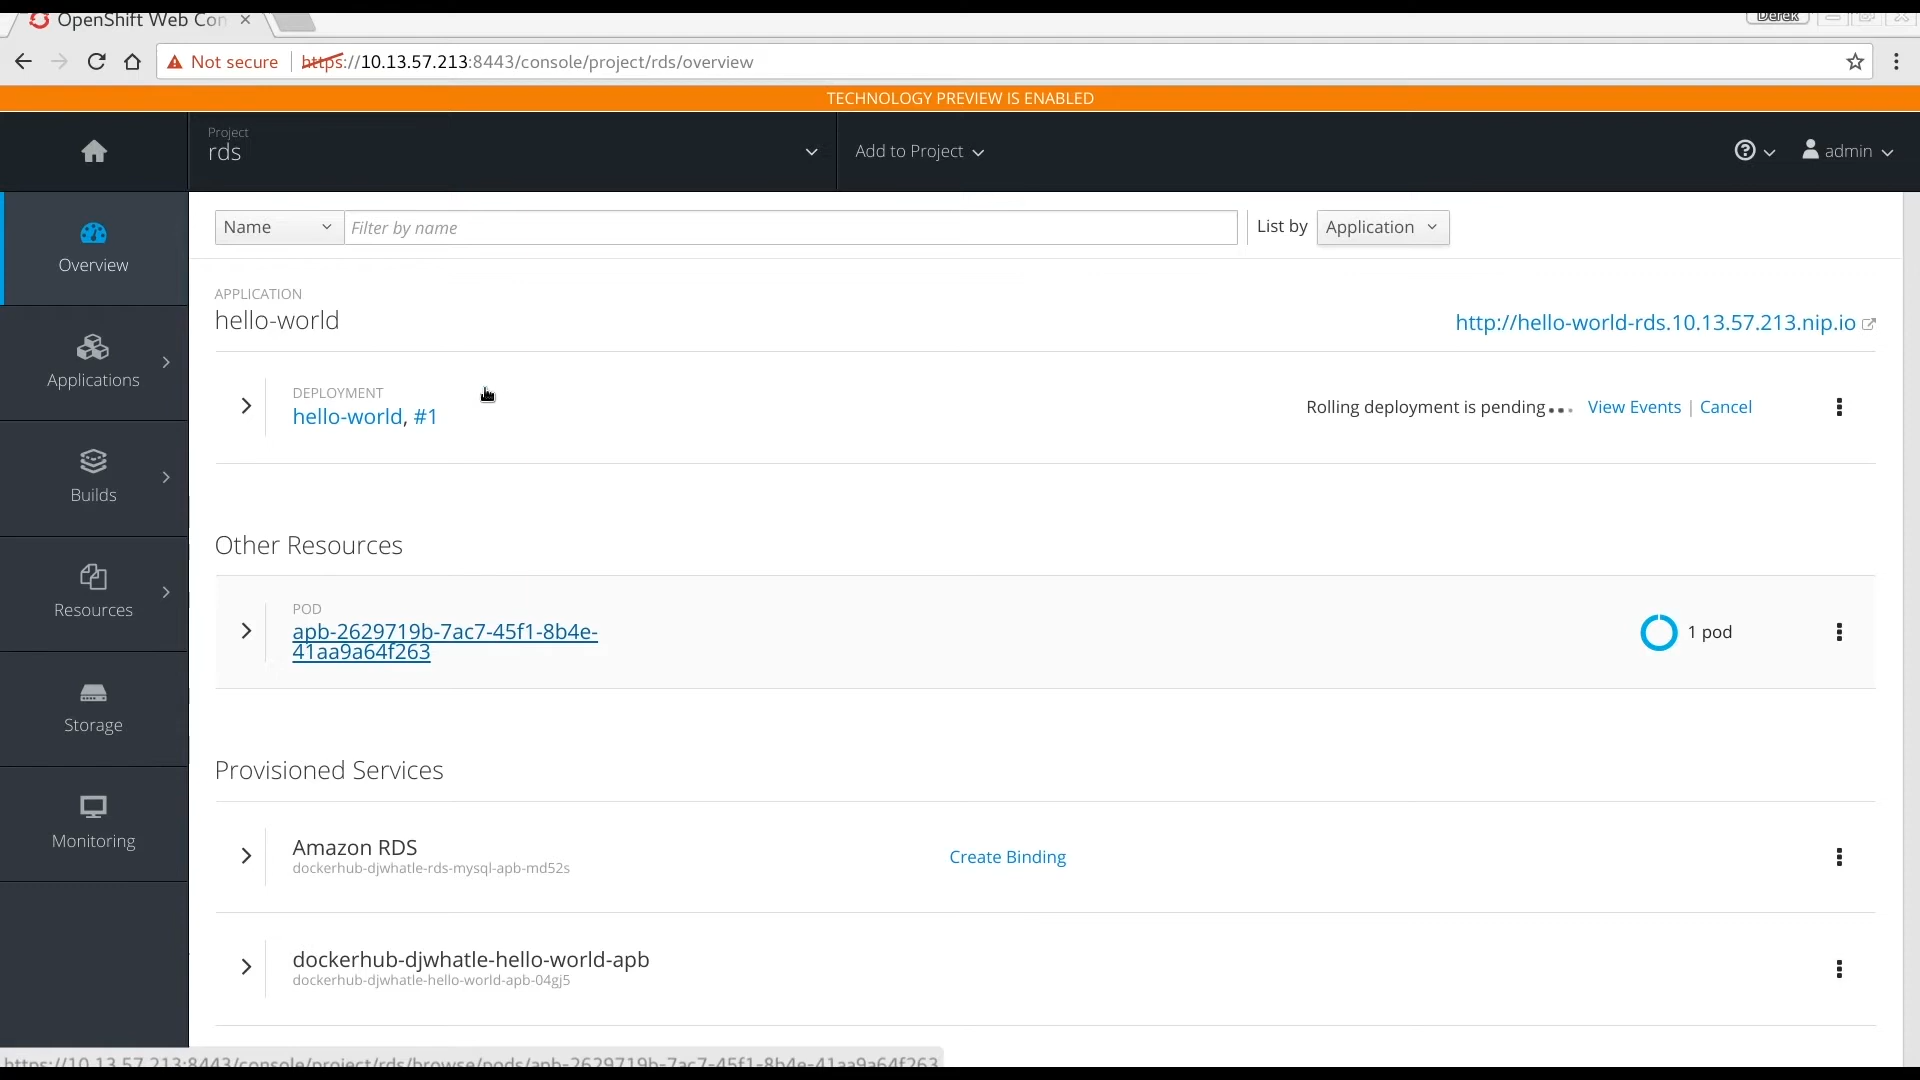 OpenShift Web Con
Derek
Not secure
https://10.13.57.213:8443/console/project/rds/overview
TECHNOLOGY PREVIEW IS ENABLED
Project
rds
Add to Project
admin
Overview
Applications
Builds
Resources
Storage
Monitoring
Name
Filter by name
List by
Application
APPLICATION
hello-world
http://hello-world-rds.10.13.57.213.nip.io
DEPLOYMENT
hello-world, #1
Rolling deployment is pending
View Events | Cancel
Other Resources
POD
apb-2629719b-7ac7-45f1-8b4e-
41aa9a64f263
1 pod
Provisioned Services
Amazon RDS
dockerhub-djwhatle-rds-mysql-apb-md52s
Create Binding
dockerhub-djwhatle-hello-world-apb
dockerhub-djwhatle-hello-world-apb-04gj5
https://10.13.57.213:8443/console/project/rds/browse/pods/apb-2629719b-7ac7-45f1-8b4e-41aa9a64f263